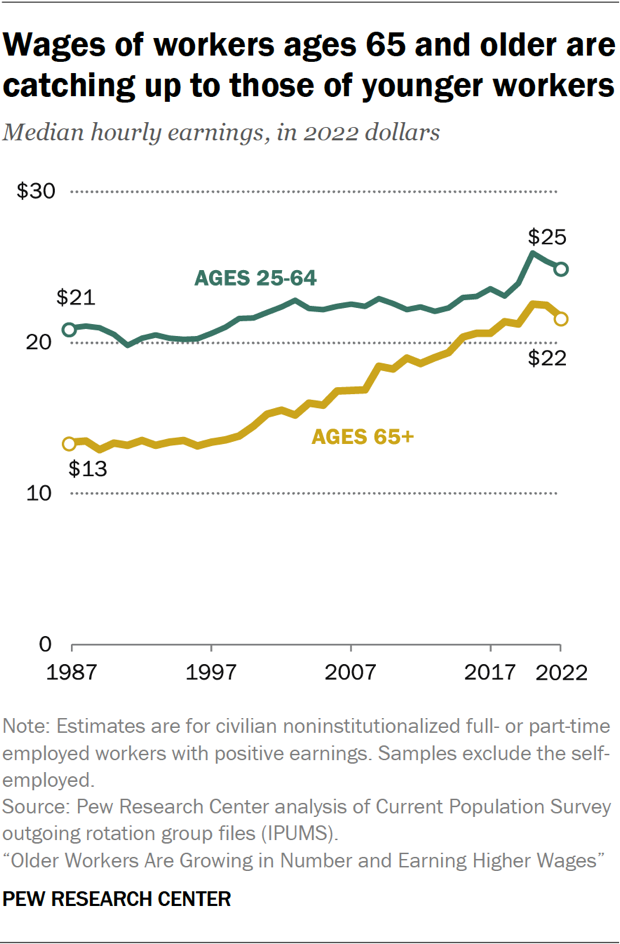 Wages of workers ages 65 and older are
catching up to those of younger workers
Median hourly earnings, in 2022 dollars
$30
$25
AGES 25-64
$21
20
$22
AGES 65+
$13
10
0
1987 1997 2007 2017 2022
Note: Estimates are for civilian noninstitutionalized full- or part-time
employed workers with positive earnings. Samples exclude the self-
employed.
Source: Pew Research Center analysis of Current Population Survey
outgoing rotation group files (IPUMS).
“Older Workers Are Growing in Number and Earning Higher Wages”
PEW RESEARCH CENTER